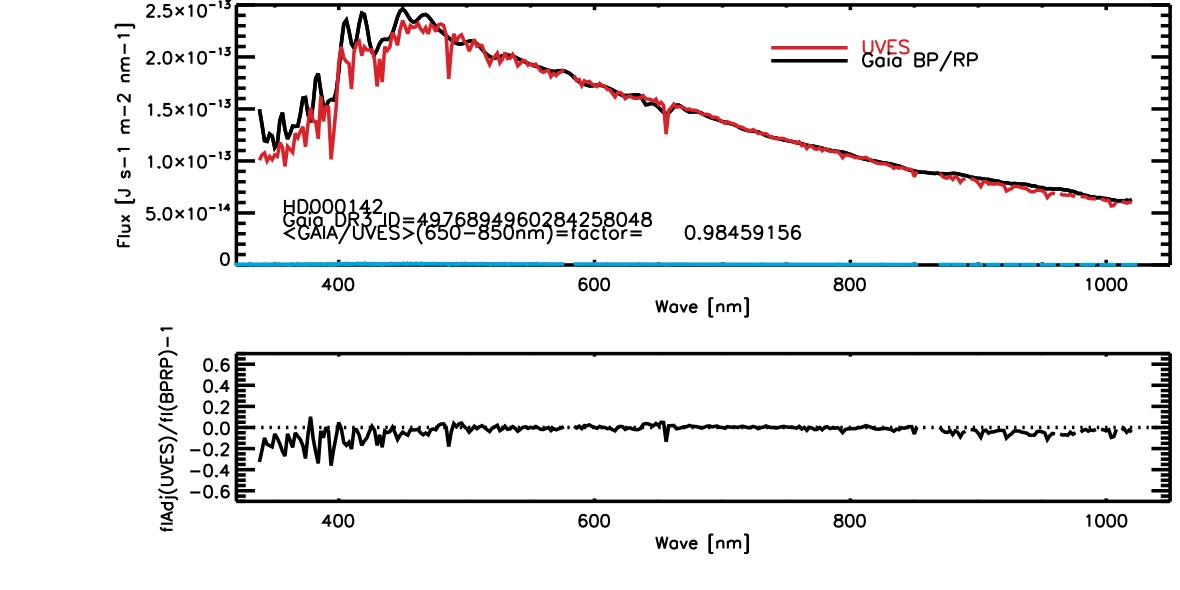 2.5×10−13
2.0×10−13
1.5×10−13
1.0×10−13
5.0×10−14
0
Flux [J s−1 m−2 nm−1]
UVES
Gaia BP/RP
HD000142
Gaia DR3 ID=4976894960284258048
<GAIA/UVES>(650−850nm)=factor= 0.98459156
400 600 800 1000
Wave [nm]
0.6
0.4
0.2
0.0
−0.2
−0.4
−0.6
flAdj(UVES)/fl(BPRP)−1
400 600 800 1000
Wave [nm]